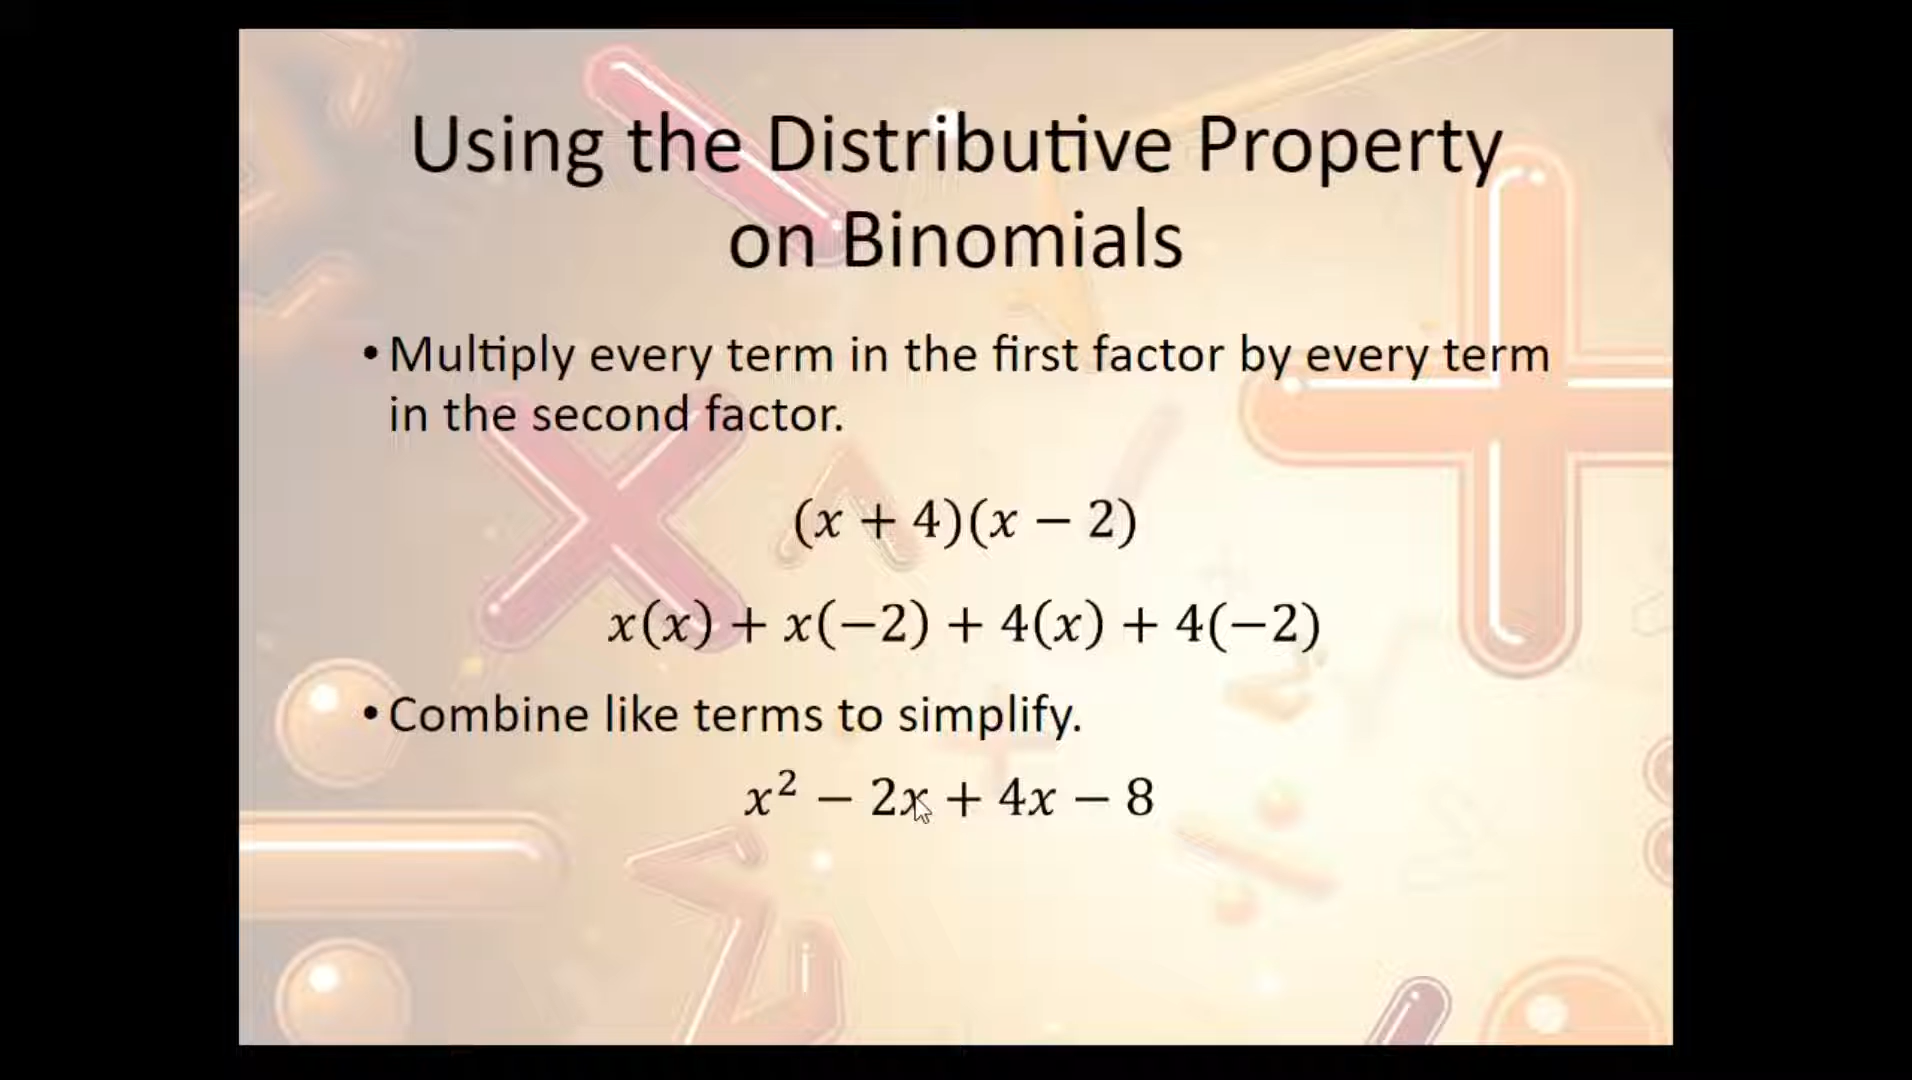 Using the Distributive Property
on Binomials
• Multiply every term in the first factor by every term
in the second factor.
(x + 4)(x − 2)
x(x) + x(−2) + 4(x) + 4(−2)
• Combine like terms to simplify.
x² − 2x + 4x − 8